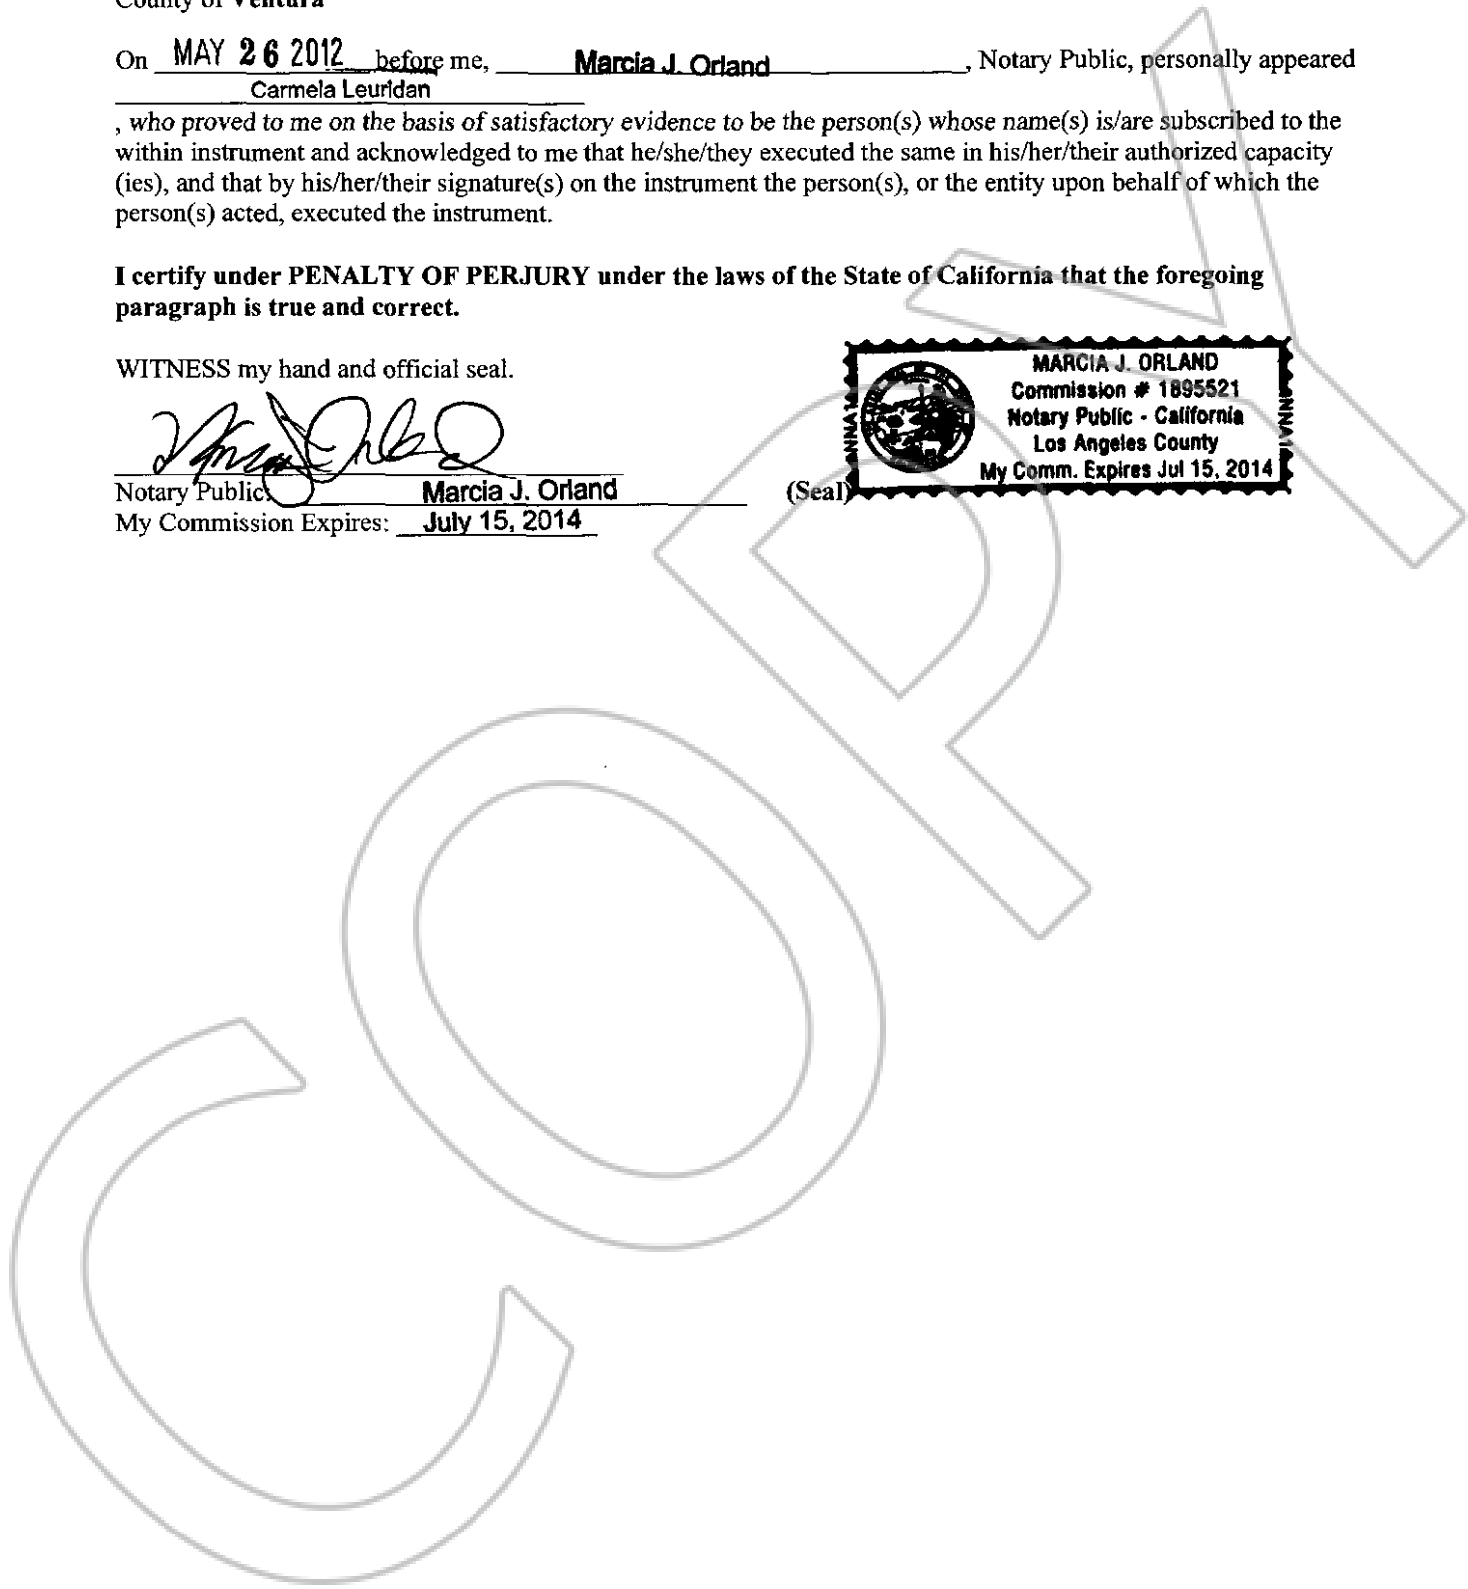 County of Ventura
On MAY 26 2012 before me, Marcia J. Orland , Notary Public, personally appeared
Carmela Leuridan
, who proved to me on the basis of satisfactory evidence to be the person(s) whose name(s) is/are subscribed to the
within instrument and acknowledged to me that he/she/they executed the same in his/her/their authorized capacity
(ies), and that by his/her/their signature(s) on the instrument the person(s), or the entity upon behalf of which the
person(s) acted, executed the instrument.
I certify under PENALTY OF PERJURY under the laws of the State of California that the foregoing
paragraph is true and correct.
WITNESS my hand and official seal.
Notary Public: Marcia J. Orland
My Commission Expires: July 15, 2014
(Seal)
MARCIA J. ORLAND
Commission # 1895521
Notary Public - California
Los Angeles County
My Comm. Expires Jul 15, 2014
COPY